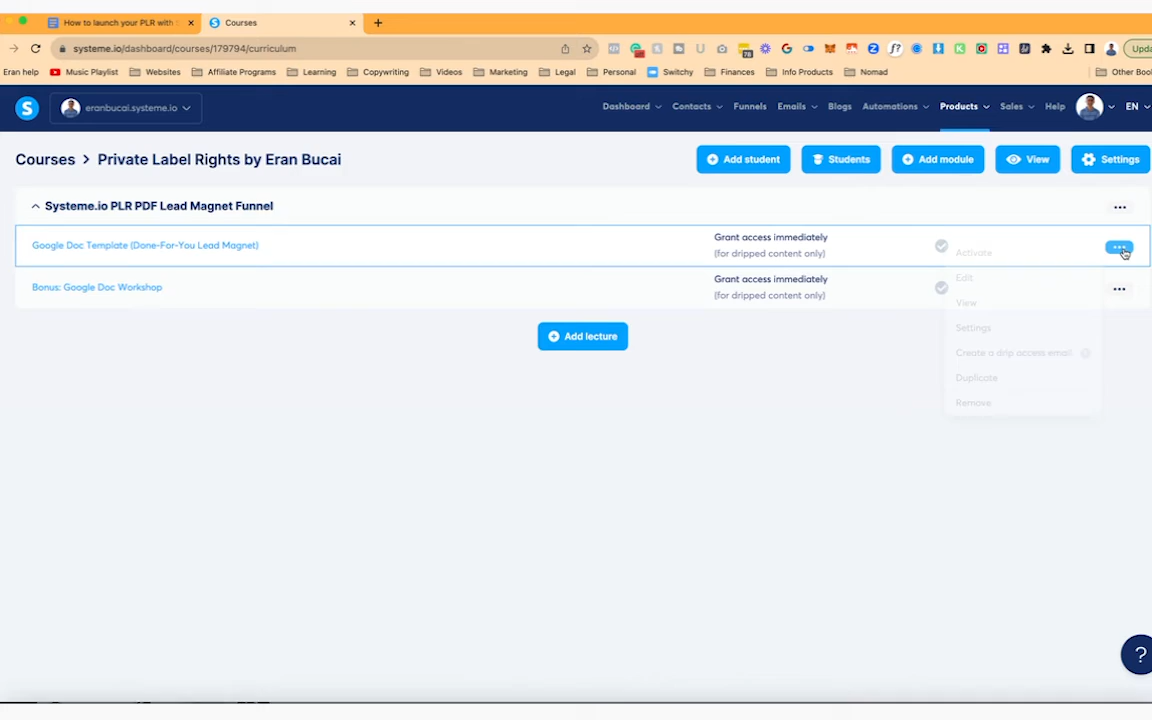 How to launch your PLR with
Courses
systeme.io/dashboard/courses/179794/curriculum
Upda
Eran help
Music Playlist
Websites
Affiliate Programs
Learning
Copywriting
Videos
Marketing
Legal
Personal
Switchy
Finances
Info Products
Nomad
Other Boo
eranbucai.systeme.io
Dashboard
Contacts
Funnels
Emails
Blogs
Automations
Products
Sales
Help
EN
Courses > Private Label Rights by Eran Bucai
Add student
Students
Add module
View
Settings
Systeme.io PLR PDF Lead Magnet Funnel
Google Doc Template (Done-For-You Lead Magnet)
Grant access immediately
(for dripped content only)
Activate
Edit
View
Settings
Create a drip access email
Duplicate
Remove
Bonus: Google Doc Workshop
Grant access immediately
(for dripped content only)
Add lecture
?